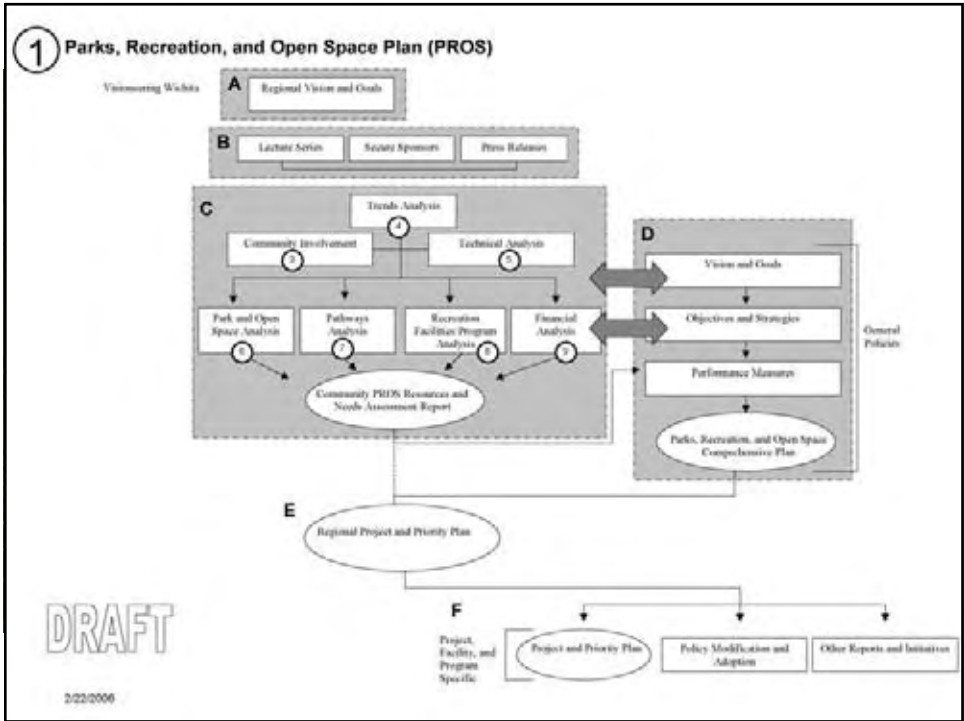 1 Parks, Recreation, and Open Space Plan (PROS)
Visioneering Wichita
A
Regional Vision and Goals
B
Lecture Series
Secure Sponsors
Press Releases
C
Trends Analysis
4
Community Involvement
3
Technical Analysis
5
Park and Open
Space Analysis
6
Pathways
Analysis
7
Recreation
Facilities/Program
Analysis
8
Financial
Analysis
9
Community PROS Resources and
Needs Assessment Report
D
Vision and Goals
Objectives and Strategies
Performance Measures
Parks, Recreation, and Open Space
Comprehensive Plan
General
Policies
E
Regional Project and Priority Plan
F
Project,
Facility, and
Program
Specific
Project and Priority Plan
Policy Modification and
Adoption
Other Reports and Initiatives
DRAFT
2/22/2006